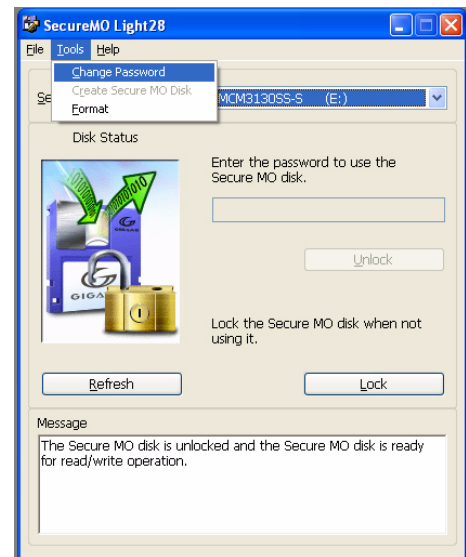 SecureMO Light28
File Tools Help
Change Password
Create Secure MO Disk
Format
Se
MCM3130SS-S (E:)
Disk Status
Enter the password to use the
Secure MO disk.
Unlock
GIGA
Lock the Secure MO disk when not
using it.
Refresh
Lock
Message
The Secure MO disk is unlocked and the Secure MO disk is ready
for read/write operation.